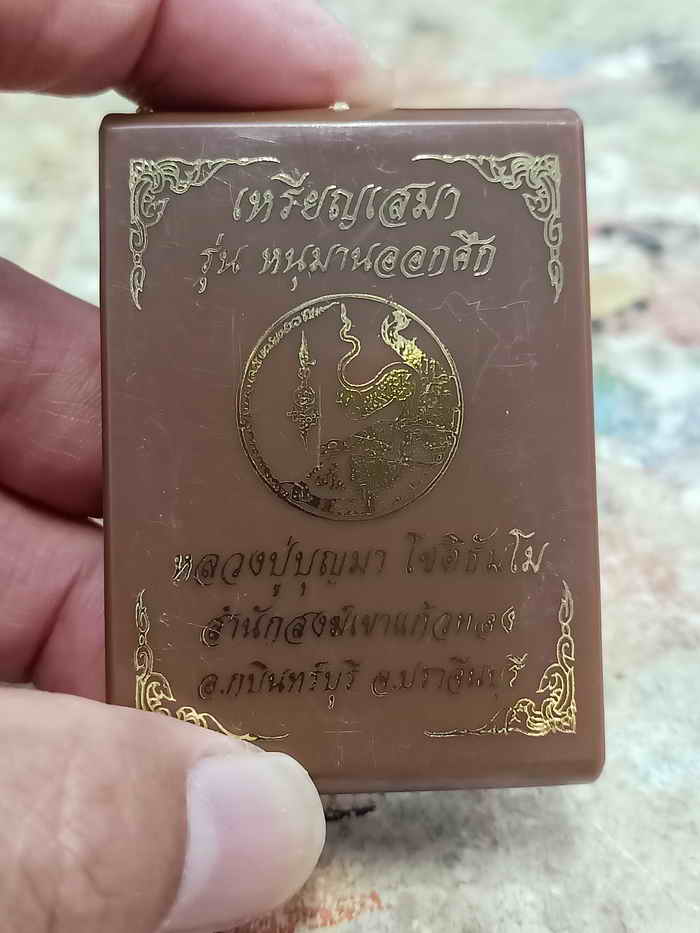 เหรียญเสมา
รุ่น หนุมานออกศึก
หลวงปู่บุญมา โชติธมฺโม
สำนักสงฆ์เขาแก้วทอง
อ.กบินทร์บุรี จ.ปราจีนบุรี